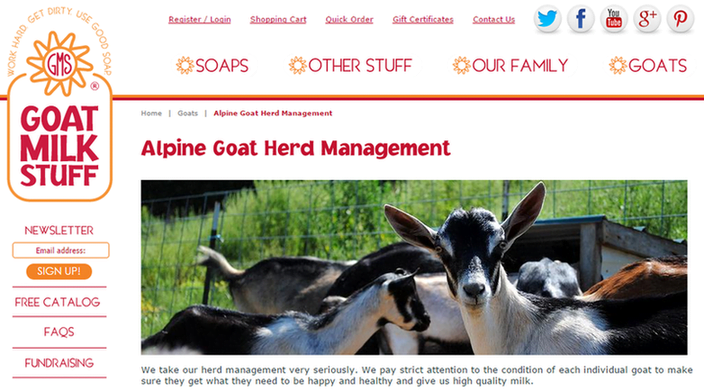 Register / Login
Shopping Cart
Quick Order
Gift Certificates
Contact Us
You
Tube
g+
WORK HARD. GET DIRTY. USE GOOD SOAP.
GMS
®
GOAT
MILK
STUFF
SOAPS
OTHER STUFF
OUR FAMILY
GOATS
Home | Goats | Alpine Goat Herd Management
Alpine Goat Herd Management
NEWSLETTER
Email address:
SIGN UP!
FREE CATALOG
FAQS
FUNDRAISING
We take our herd management very seriously. We pay strict attention to the condition of each individual goat to make
sure they get what they need to be happy and healthy and give us high quality milk.